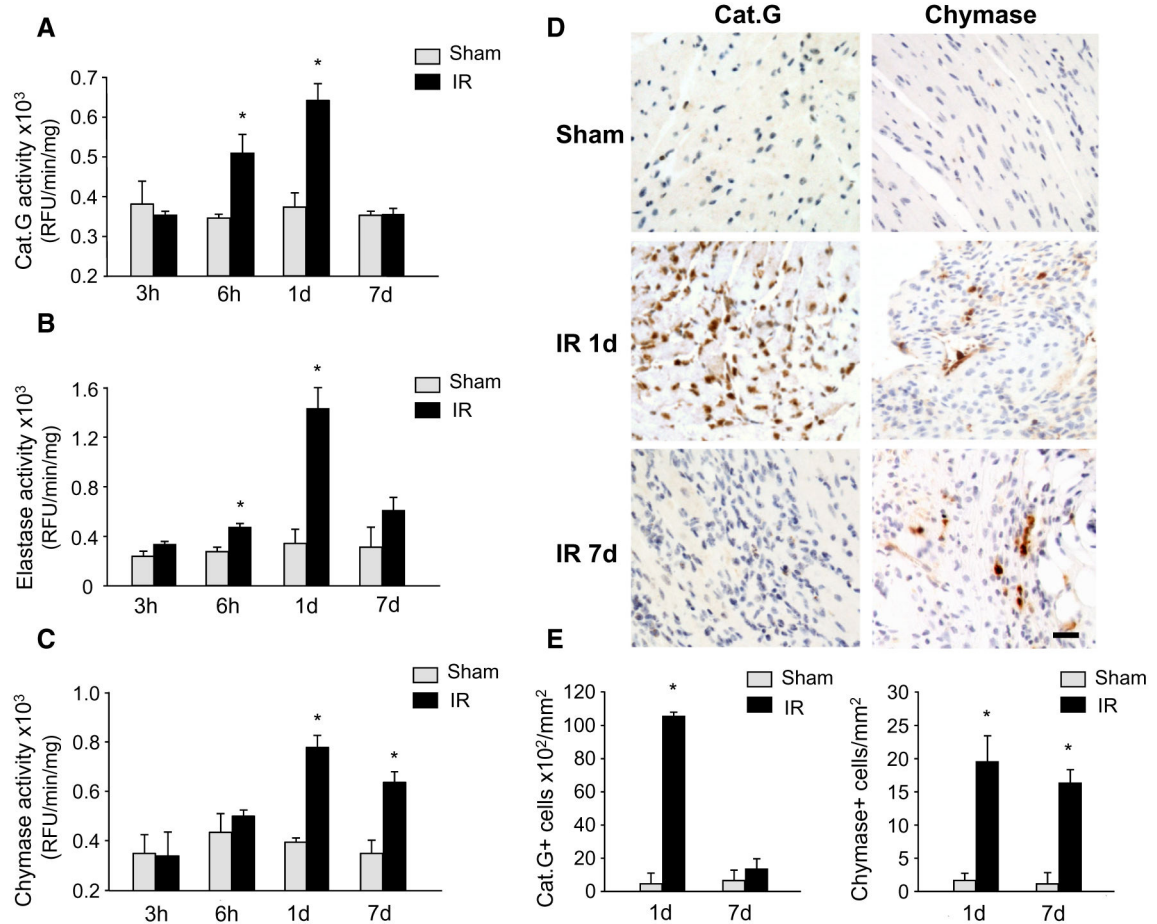 A
Sham
IR
Cat.G activity x10³
(RFU/min/mg)
0.7
0.6
0.5
0.4
0.3
0.2
*
*
3h
6h
1d
7d
B
Sham
IR
Elastase activity x10³
(RFU/min/mg)
1.6
1.2
0.8
0.4
0
*
*
3h
6h
1d
7d
C
Sham
IR
Chymase activity x10³
(RFU/min/mg)
1.0
0.8
0.6
0.4
0.2
*
*
3h
6h
1d
7d
D
Cat.G
Chymase
Sham
IR 1d
IR 7d
E
Sham
IR
Cat.G+ cells x10²/mm²
120
100
80
60
40
20
0
*
1d
7d
Sham
IR
Chymase+ cells/mm²
30
25
20
15
10
5
0
*
*
1d
7d